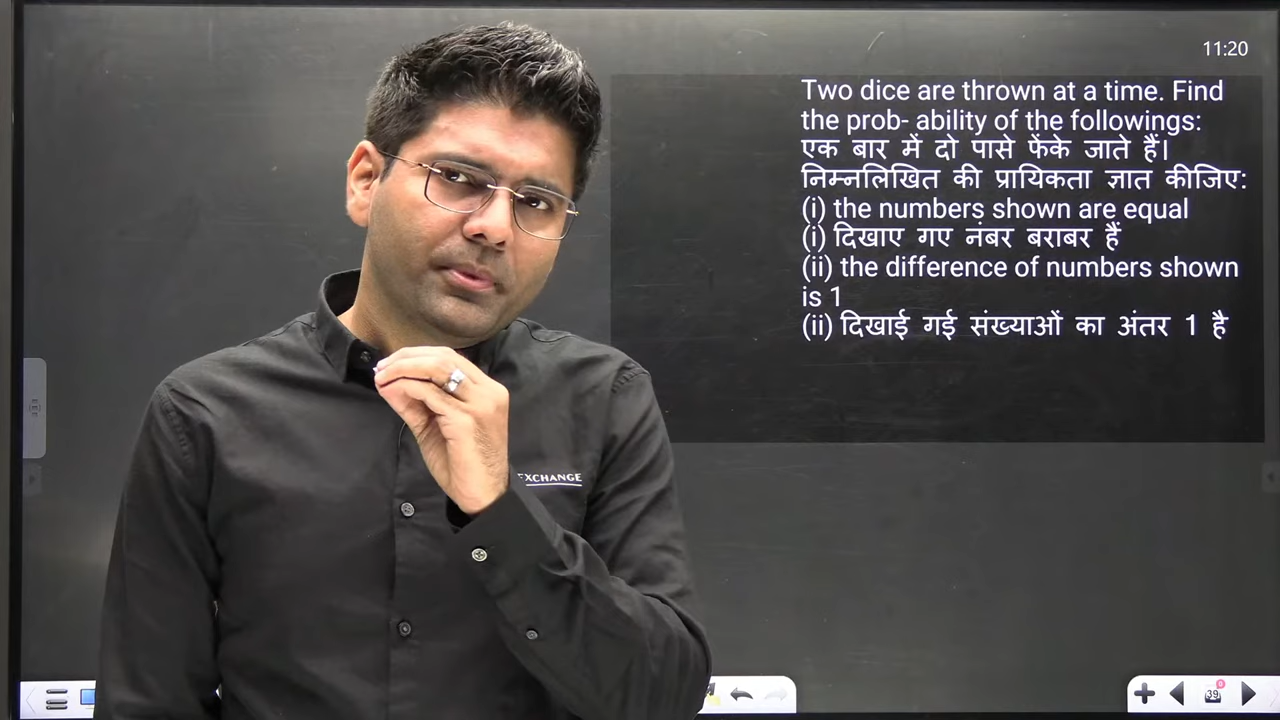 11:20
Two dice are thrown at a time. Find
the prob- ability of the followings:
एक बार में दो पासे फेंके जाते हैं।
निम्नलिखित की प्रायिकता ज्ञात कीजिए:
(i) the numbers shown are equal
(i) दिखाए गए नंबर बराबर हैं
(ii) the difference of numbers shown
is 1
(ii) दिखाई गई संख्याओं का अंतर 1 है
EXCHANGE
39